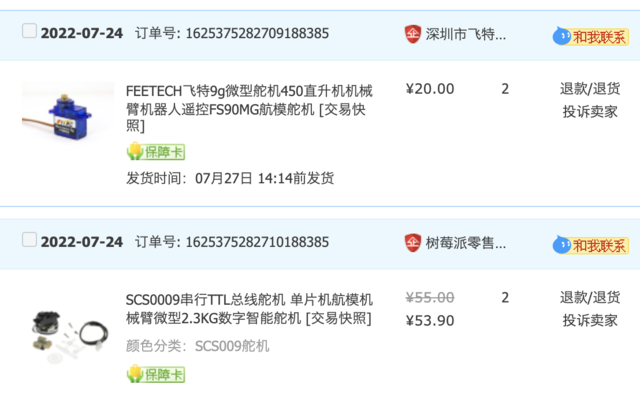 2022-07-24 订单号: 1625375282709188385 企 深圳市飞特... 和我联系
FEETECH飞特9g微型舵机450直升机机械 ¥20.00 2 退款/退货
臂机器人遥控FS90MG航模舵机 [交易快 投诉卖家
照]
保障卡
发货时间：07月27日 14:14前发货
2022-07-24 订单号: 1625375282710188385 企 树莓派零售... 和我联系
SCS0009串行TTL总线舵机 单片机航模机 ¥55.00 2 退款/退货
械臂微型2.3KG数字智能舵机 [交易快照] ¥53.90 投诉卖家
颜色分类：SCS009舵机
保障卡